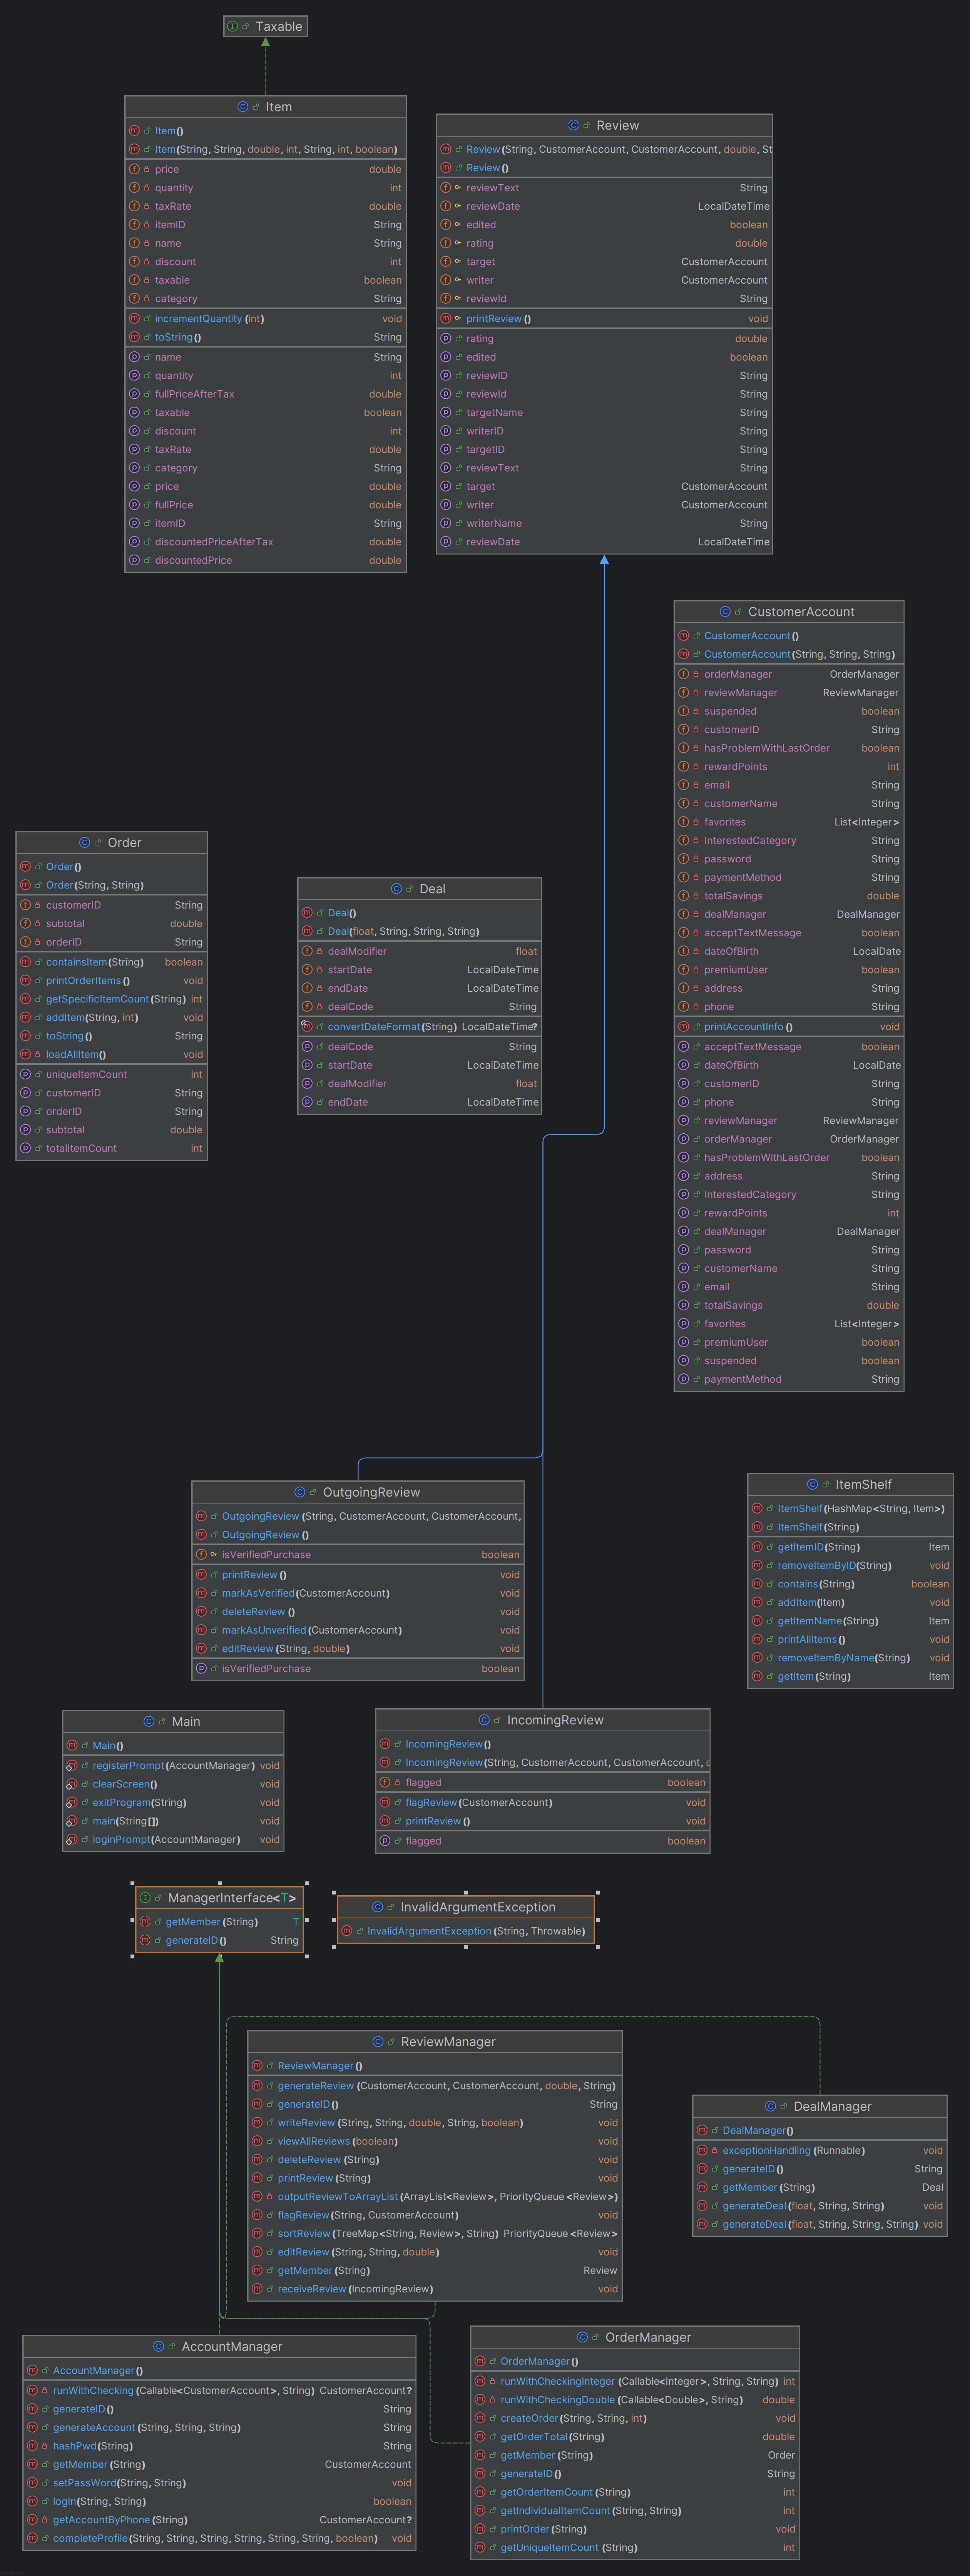 Taxable
Item
Item()
Item(String, String, double, int, String, int, boolean)
price double
quantity int
taxRate double
itemID String
name String
discount int
taxable boolean
category String
incrementQuantity (int) void
toString() String
name String
quantity int
fullPriceAfterTax double
taxable boolean
discount int
taxRate double
category String
price double
fullPrice double
itemID String
discountedPriceAfterTax double
discountedPrice double
Review
Review(String, CustomerAccount, CustomerAccount, double, St
Review()
reviewText String
reviewDate LocalDateTime
edited boolean
rating double
target CustomerAccount
writer CustomerAccount
reviewId String
printReview() void
rating double
edited boolean
reviewID String
reviewId String
targetName String
writerID String
targetID String
reviewText String
target CustomerAccount
writer CustomerAccount
writerName String
reviewDate LocalDateTime
CustomerAccount
CustomerAccount()
CustomerAccount(String, String, String)
orderManager OrderManager
reviewManager ReviewManager
suspended boolean
customerID String
hasProblemWithLastOrder boolean
rewardPoints int
email String
customerName String
favorites List<Integer>
InterestedCategory String
password String
paymentMethod String
totalSavings double
dealManager DealManager
acceptTextMessage boolean
dateOfBirth LocalDate
premiumUser boolean
address String
phone String
printAccountInfo() void
acceptTextMessage boolean
dateOfBirth LocalDate
customerID String
phone String
reviewManager ReviewManager
orderManager OrderManager
hasProblemWithLastOrder boolean
address String
InterestedCategory String
rewardPoints int
dealManager DealManager
password String
customerName String
email String
totalSavings double
favorites List<Integer>
premiumUser boolean
suspended boolean
paymentMethod String
Order
Order()
Order(String, String)
customerID String
subtotal double
orderID String
containsItem(String) boolean
printOrderItems() void
getSpecificItemCount(String) int
addItem(String, int) void
toString() String
loadAllItem() void
uniqueItemCount int
customerID String
orderID String
subtotal double
totalItemCount int
Deal
Deal()
Deal(float, String, String, String)
dealModifier float
startDate LocalDateTime
endDate LocalDateTime
dealCode String
convertDateFormat(String) LocalDateTime?
dealCode String
startDate LocalDateTime
dealModifier float
endDate LocalDateTime
OutgoingReview
OutgoingReview(String, CustomerAccount, CustomerAccount,
OutgoingReview()
isVerifiedPurchase boolean
printReview() void
markAsVerified(CustomerAccount) void
deleteReview() void
markAsUnverified(CustomerAccount) void
editReview(String, double) void
isVerifiedPurchase boolean
ItemShelf
ItemShelf(HashMap<String, Item>)
ItemShelf(String)
getItemID(String) Item
removeItemByID(String) void
contains(String) boolean
addItem(Item) void
getItemName(String) Item
printAllItems() void
removeItemByName(String) void
getItem(String) Item
Main
Main()
registerPrompt(AccountManager) void
clearScreen() void
exitProgram(String) void
main(String[]) void
loginPrompt(AccountManager) void
IncomingReview
IncomingReview()
IncomingReview(String, CustomerAccount, CustomerAccount, c
flagged boolean
flagReview(CustomerAccount) void
printReview() void
flagged boolean
ManagerInterface<T>
getMember(String) T
generateID() String
InvalidArgumentException
InvalidArgumentException(String, Throwable)
ReviewManager
ReviewManager()
generateReview(CustomerAccount, CustomerAccount, double, String)
generateID() String
writeReview(String, String, double, String, boolean) void
viewAllReviews(boolean) void
deleteReview(String) void
printReview(String) void
outputReviewToArrayList(ArrayList<Review>, PriorityQueue<Review>)
flagReview(String, CustomerAccount) void
sortReview(TreeMap<String, Review>, String) PriorityQueue<Review>
editReview(String, String, double) void
getMember(String) Review
receiveReview(IncomingReview) void
DealManager
DealManager()
exceptionHandling(Runnable) void
generateID() String
getMember(String) Deal
generateDeal(float, String, String) void
generateDeal(float, String, String, String) void
AccountManager
AccountManager()
runWithChecking(Callable<CustomerAccount>, String) CustomerAccount?
generateID() String
generateAccount(String, String, String) String
hashPwd(String) String
getMember(String) CustomerAccount
setPassWord(String, String) void
logIn(String, String) boolean
getAccountByPhone(String) CustomerAccount?
completeProfile(String, String, String, String, String, String, boolean) void
OrderManager
OrderManager()
runWithCheckingInteger(Callable<Integer>, String, String) int
runWithCheckingDouble(Callable<Double>, String) double
createOrder(String, String, int) void
getOrderTotal(String) double
getMember(String) Order
generateID() String
getOrderItemCount(String) int
getIndividualItemCount(String, String) int
printOrder(String) void
getUniqueItemCount(String) int